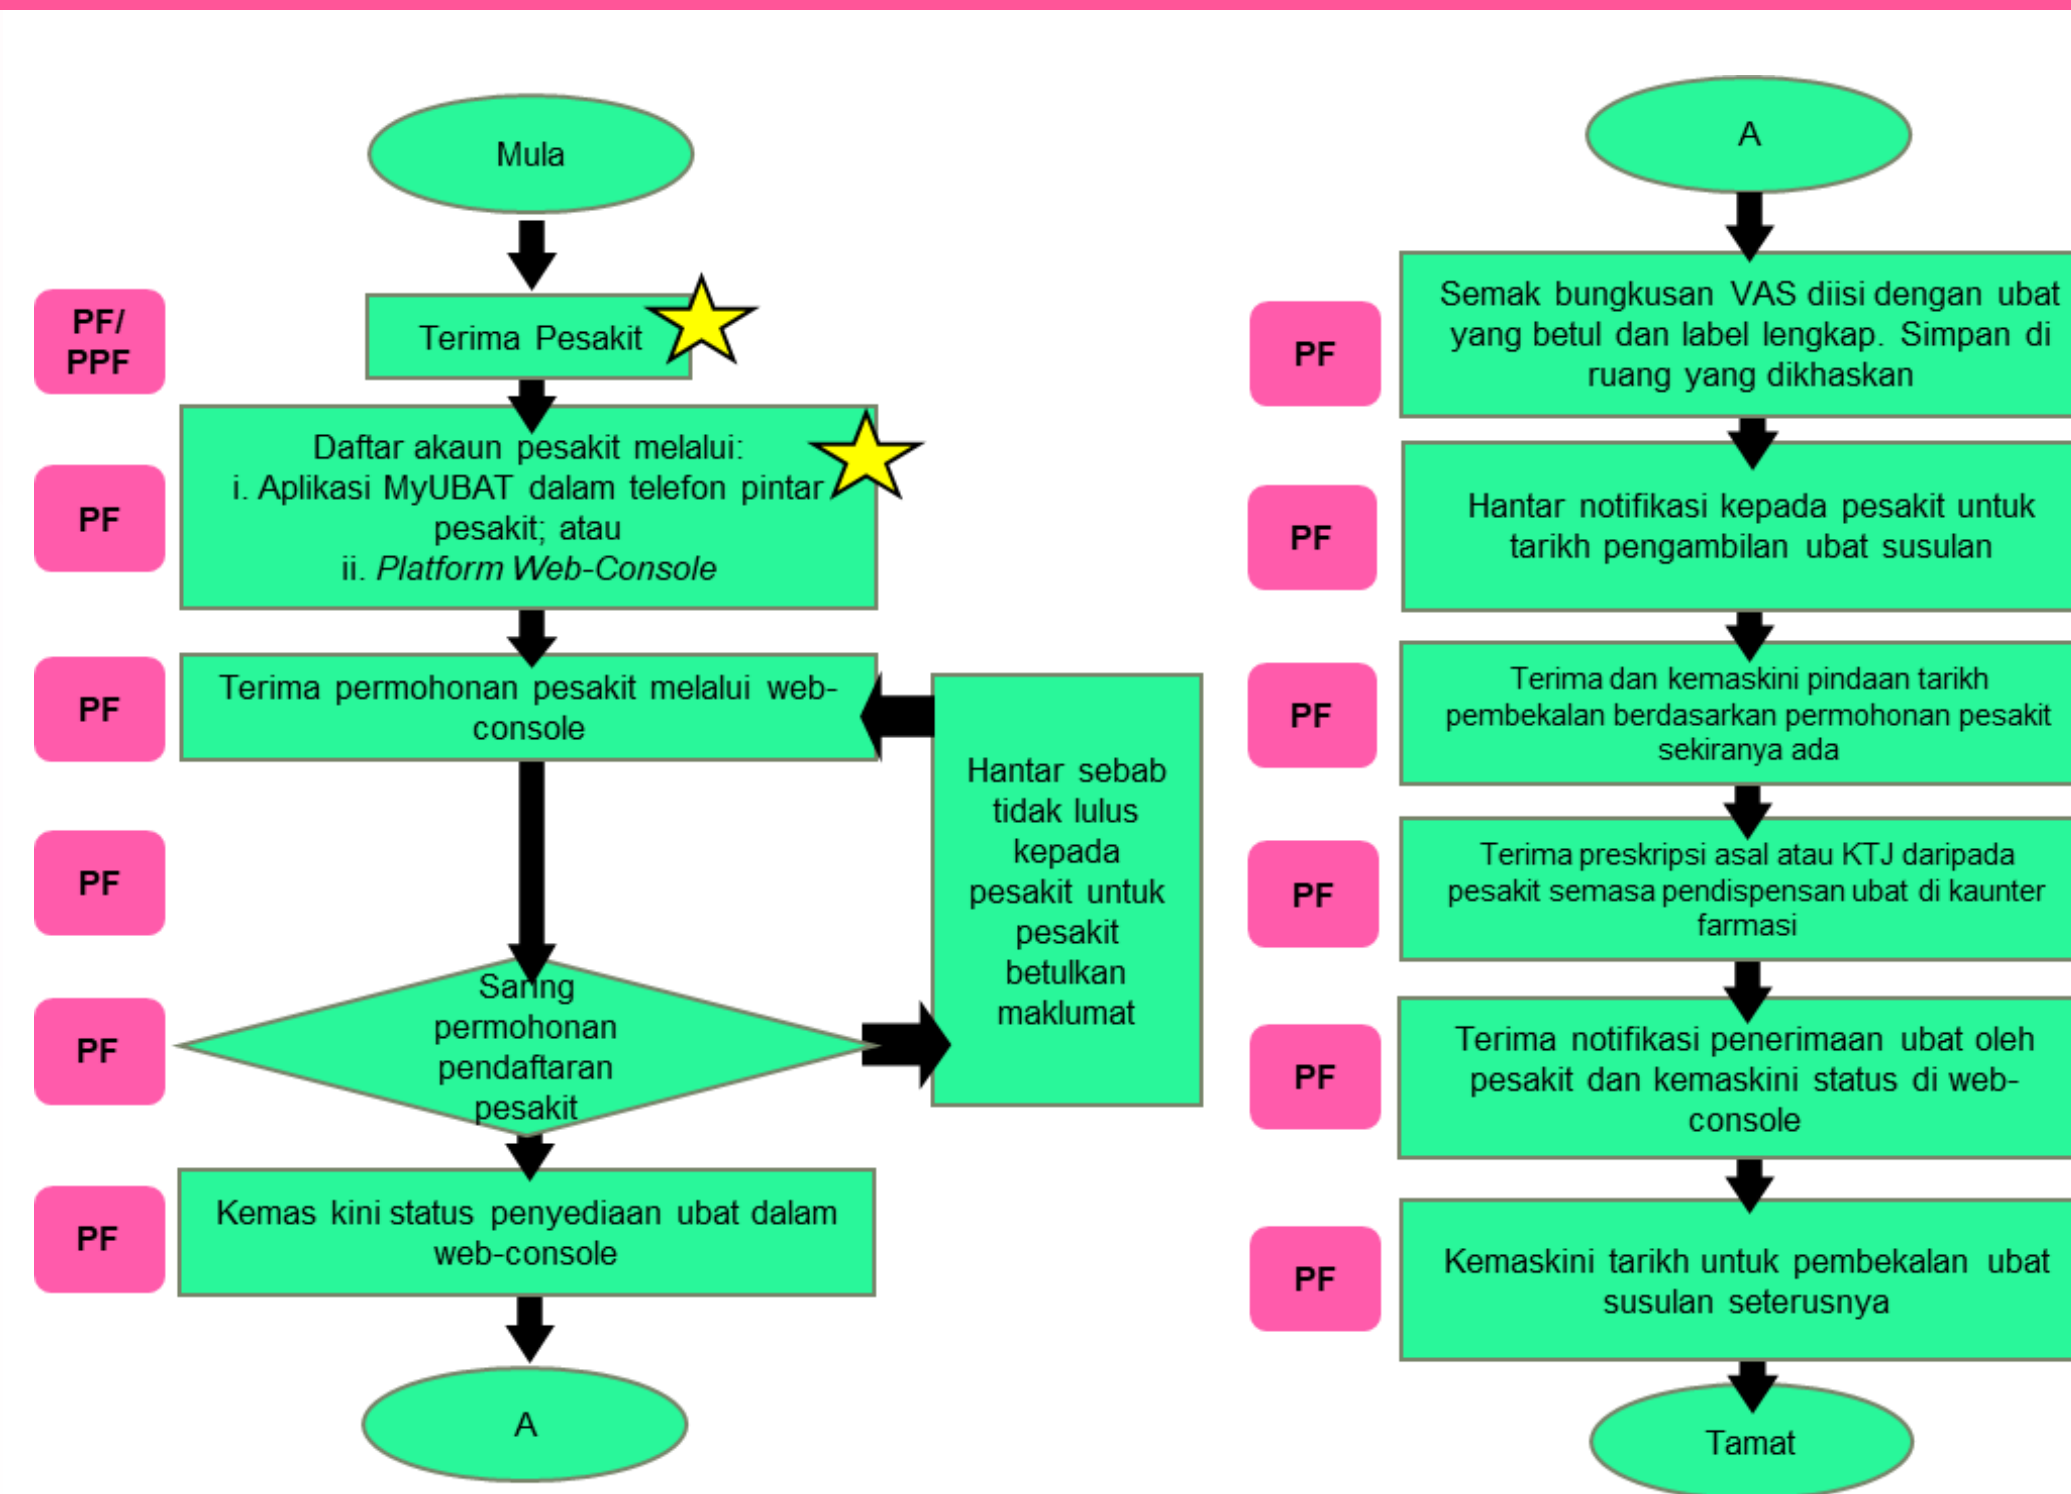 Mula
PF/
PPF
Terima Pesakit
PF
Daftar akaun pesakit melalui:
i. Aplikasi MyUBAT dalam telefon pintar
pesakit; atau
ii. Platform Web-Console
PF
Terima permohonan pesakit melalui web-
console
PF
Hantar sebab
tidak lulus
kepada
pesakit untuk
pesakit
betulkan
maklumat
PF
Saring
permohonan
pendaftaran
pesakit
PF
Kemas kini status penyediaan ubat dalam
web-console
A
A
PF
Semak bungkusan VAS diisi dengan ubat
yang betul dan label lengkap. Simpan di
ruang yang dikhaskan
PF
Hantar notifikasi kepada pesakit untuk
tarikh pengambilan ubat susulan
PF
Terima dan kemaskini pindaan tarikh
pembekalan berdasarkan permohonan pesakit
sekiranya ada
PF
Terima preskripsi asal atau KTJ daripada
pesakit semasa pendispensan ubat di kaunter
farmasi
PF
Terima notifikasi penerimaan ubat oleh
pesakit dan kemaskini status di web-
console
PF
Kemaskini tarikh untuk pembekalan ubat
susulan seterusnya
Tamat